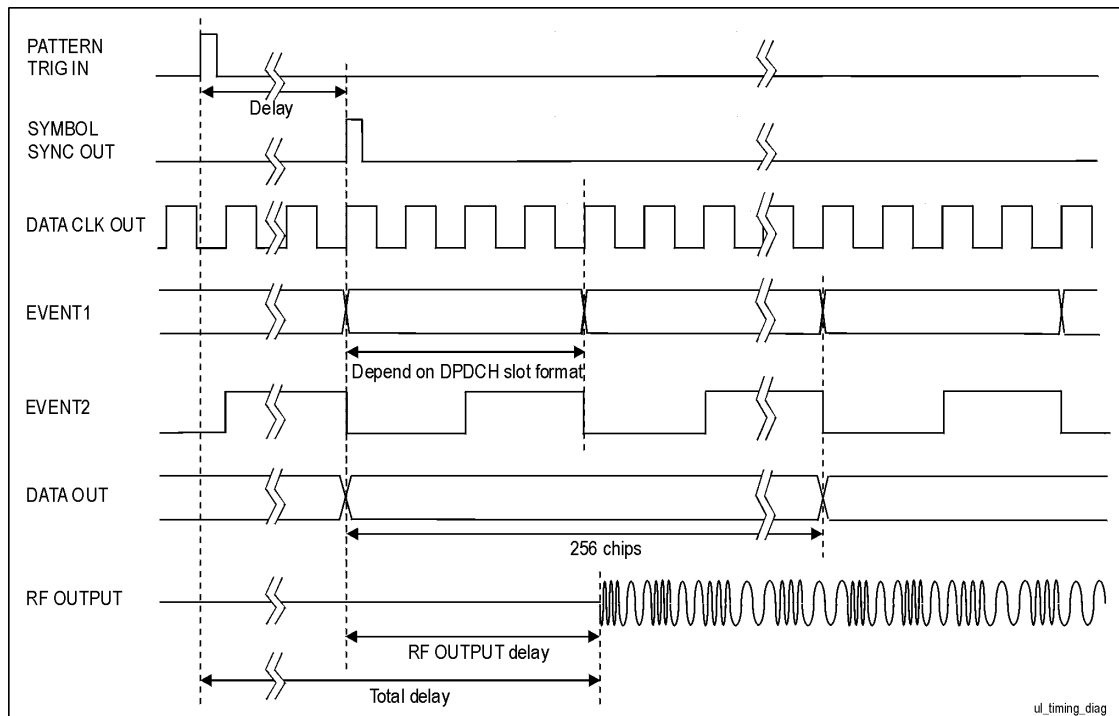 PATTERN
TRIG IN
Delay
SYMBOL
SYNC OUT
DATA CLK OUT
EVENT1
Depend on DPDCH slot format
EVENT2
DATA OUT
256 chips
RF OUTPUT
RF OUTPUT delay
Total delay
ul_timing_diag